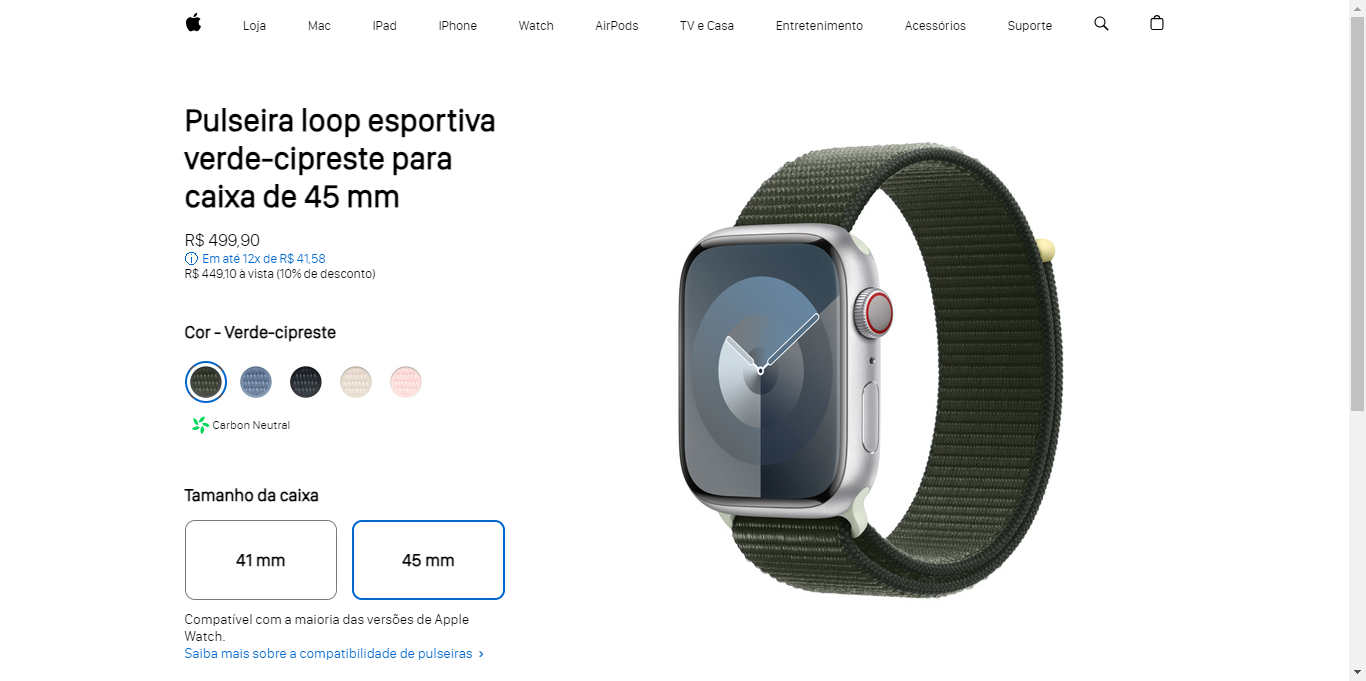 Loja Mac IPad IPhone Watch AirPods TV e Casa Entretenimento Acessórios Suporte
Pulseira loop esportiva
verde-cipreste para
caixa de 45 mm
R$ 499,90
Em até 12x de R$ 41,58
R$ 449,10 à vista (10% de desconto)
Cor - Verde-cipreste
Carbon Neutral
Tamanho da caixa
41 mm 45 mm
Compatível com a maioria das versões de Apple
Watch.
Saiba mais sobre a compatibilidade de pulseiras ›